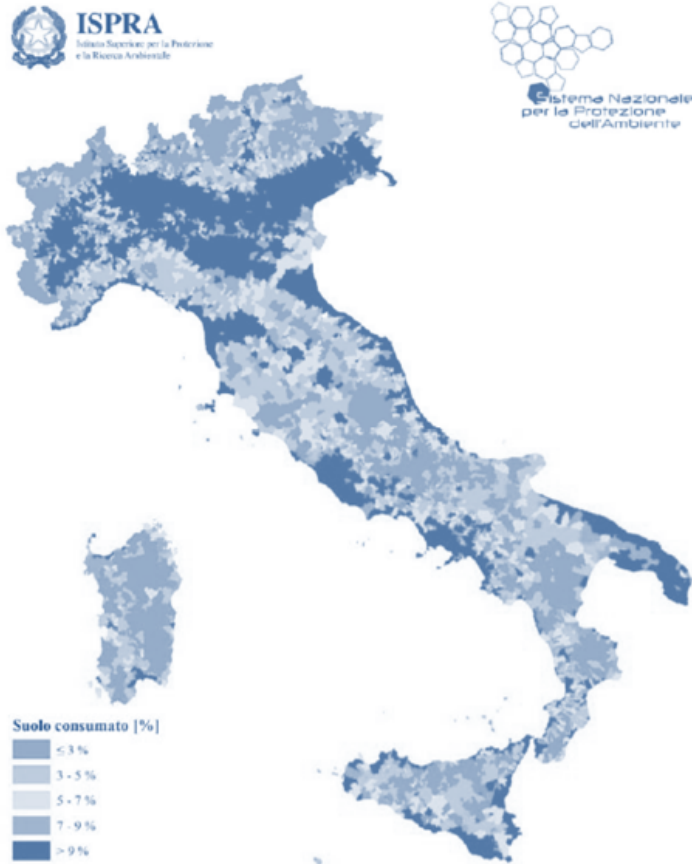 ISPRA
Istituto Superiore per la Protezione
e la Ricerca Ambientale
Sistema Nazionale
per la Protezione
dell'Ambiente
Suolo consumato [%]
≤ 3 %
3 - 5 %
5 - 7 %
7 - 9 %
> 9 %